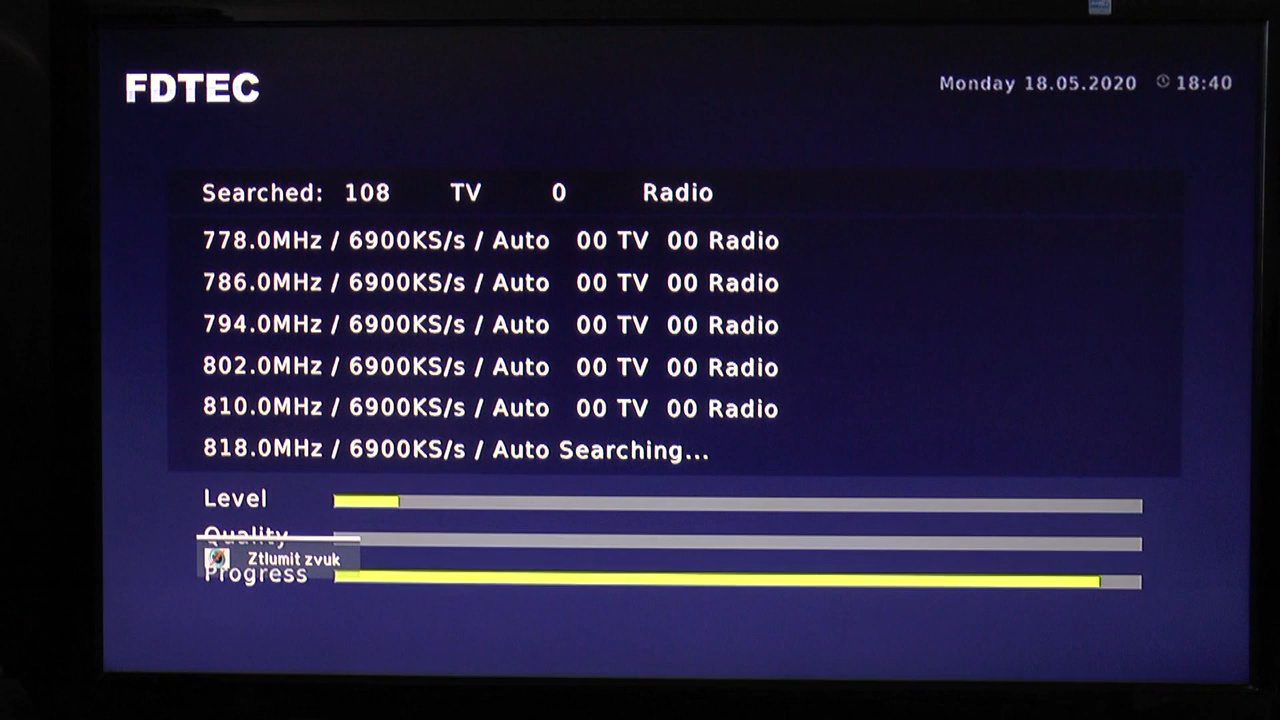 FDTEC
Monday 18.05.2020 18:40
Searched: 108 TV 0 Radio
778.0MHz / 6900KS/s / Auto 00 TV 00 Radio
786.0MHz / 6900KS/s / Auto 00 TV 00 Radio
794.0MHz / 6900KS/s / Auto 00 TV 00 Radio
802.0MHz / 6900KS/s / Auto 00 TV 00 Radio
810.0MHz / 6900KS/s / Auto 00 TV 00 Radio
818.0MHz / 6900KS/s / Auto Searching...
Level
Quality
Ztlumit zvuk
Progress